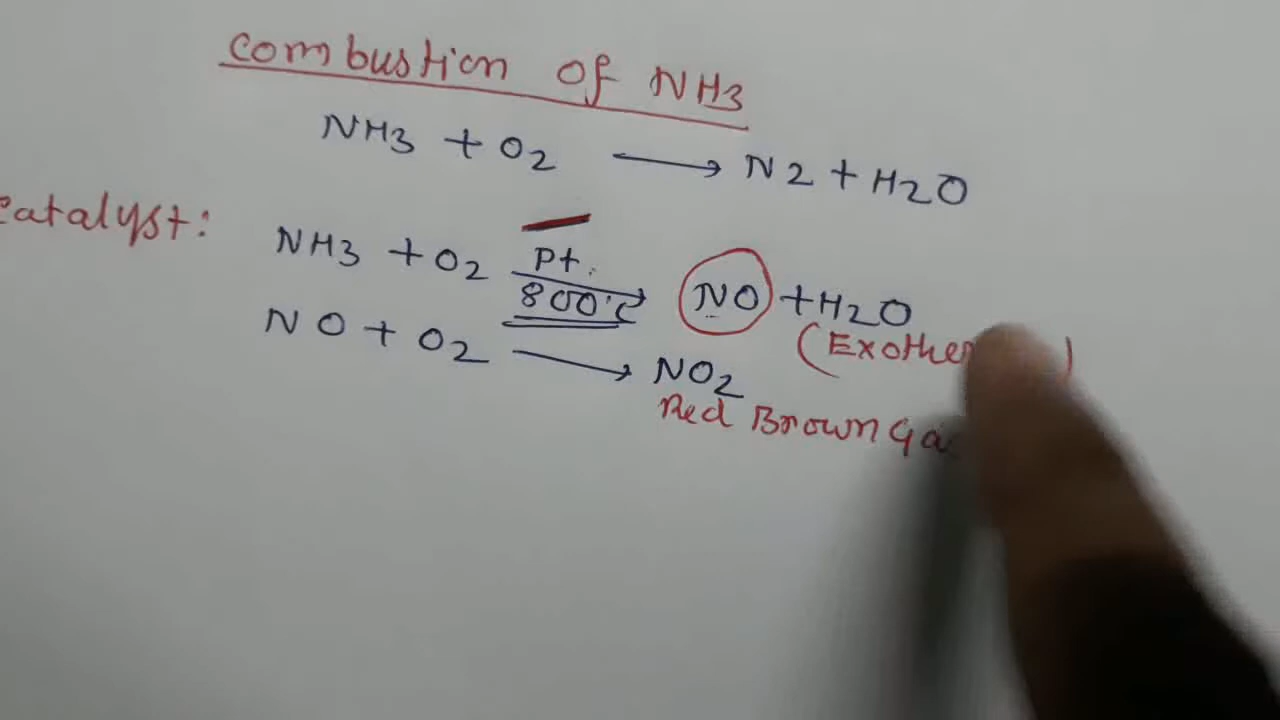 Combustion Of NH3
NH3 + O2 → N2 + H2O
Catalyst:
NH3 + O2 Pt. 800°C → NO + H2O
(Exother
NO + O2 → NO2
Red Brown Ga